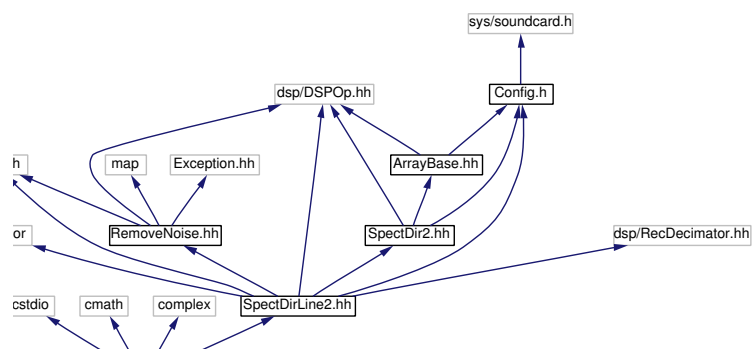 sys/soundcard.h
dsp/DSPOp.hh
Config.h
h
map
Exception.hh
ArrayBase.hh
or
RemoveNoise.hh
SpectDir2.hh
dsp/RecDecimator.hh
cstdio
cmath
complex
SpectDirLine2.hh